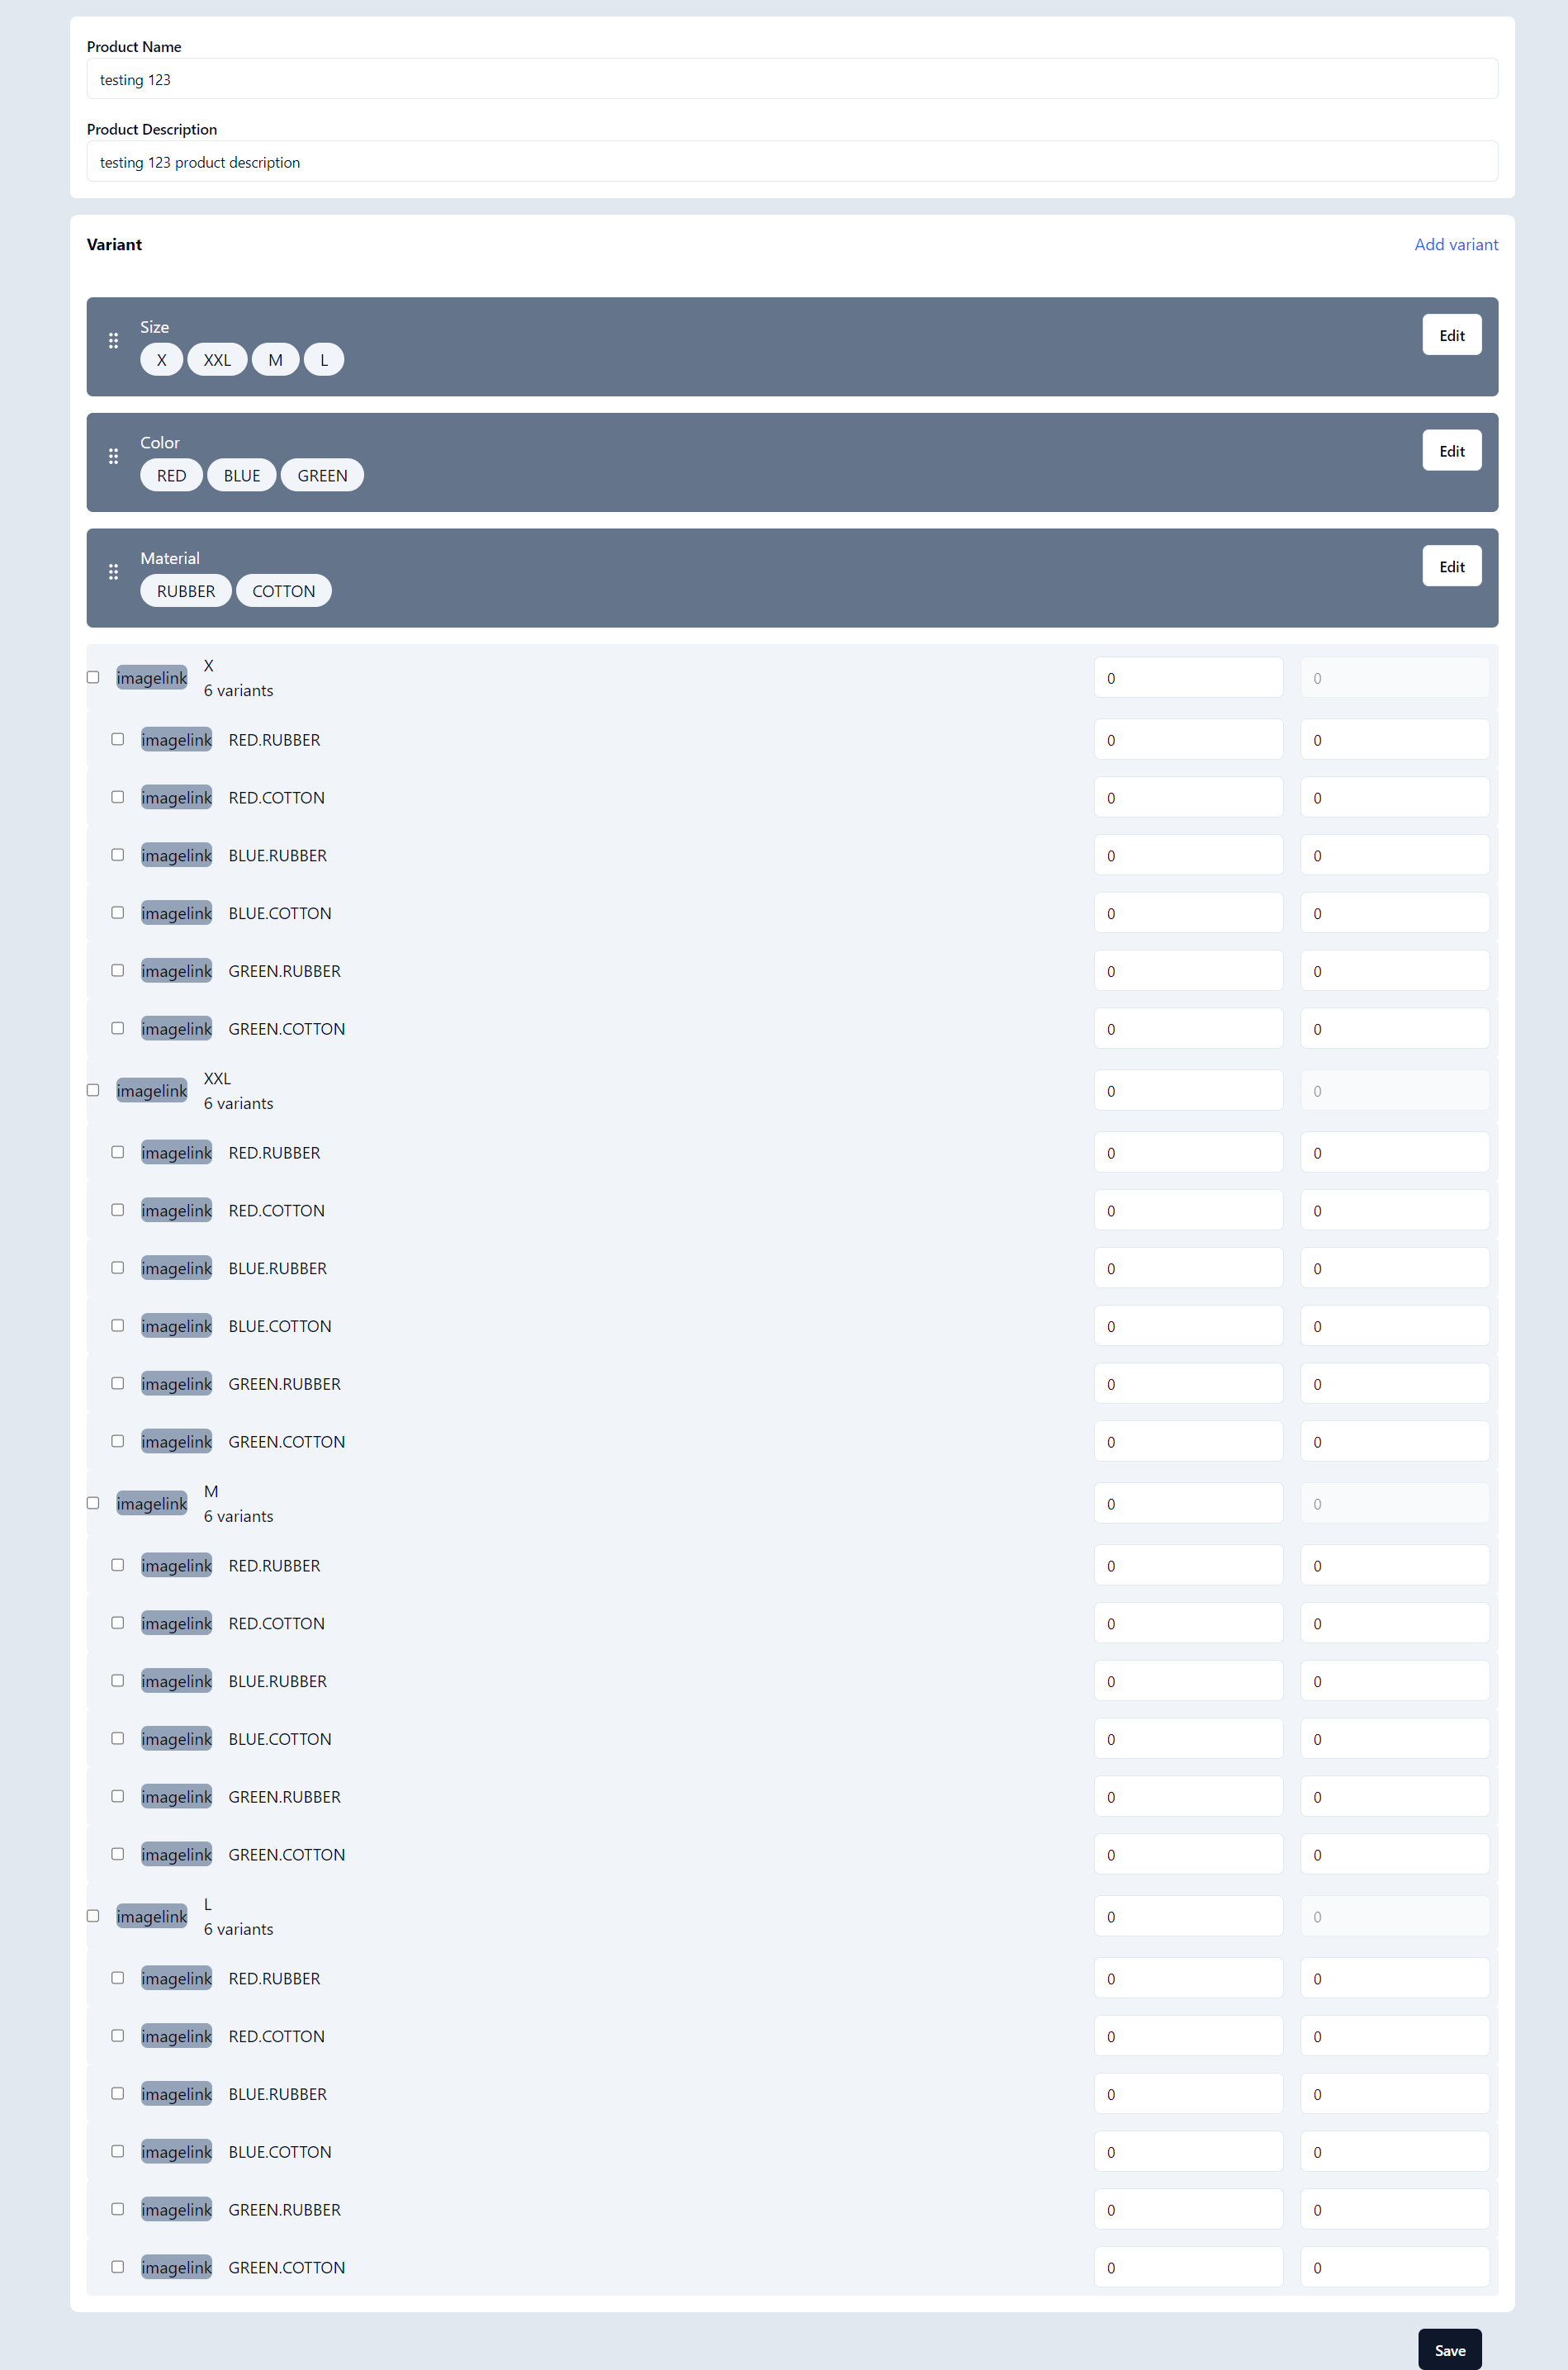 Product Name
testing 123
Product Description
testing 123 product description
Variant Add variant
Size
Edit
X XXL M L
Color
Edit
RED BLUE GREEN
Material
Edit
RUBBER COTTON
X
imagelink 0 0
6 variants
imagelink RED.RUBBER 0 0
imagelink RED.COTTON 0 0
imagelink BLUE.RUBBER 0 0
imagelink BLUE.COTTON 0 0
imagelink GREEN.RUBBER 0 0
imagelink GREEN.COTTON 0 0
XXL
imagelink 0 0
6 variants
imagelink RED.RUBBER 0 0
imagelink RED.COTTON 0 0
imagelink BLUE.RUBBER 0 0
imagelink BLUE.COTTON 0 0
imagelink GREEN.RUBBER 0 0
imagelink GREEN.COTTON 0 0
M
imagelink 0 0
6 variants
imagelink RED.RUBBER 0 0
imagelink RED.COTTON 0 0
imagelink BLUE.RUBBER 0 0
imagelink BLUE.COTTON 0 0
imagelink GREEN.RUBBER 0 0
imagelink GREEN.COTTON 0 0
L
imagelink 0 0
6 variants
imagelink RED.RUBBER 0 0
imagelink RED.COTTON 0 0
imagelink BLUE.RUBBER 0 0
imagelink BLUE.COTTON 0 0
imagelink GREEN.RUBBER 0 0
imagelink GREEN.COTTON 0 0
Save